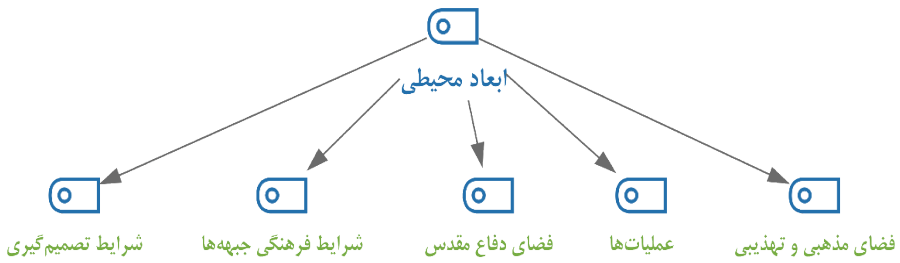 ابعاد محیطی
فضای مذهبی و تهذیبی
عملیات‌ها
فضای دفاع مقدس
شرایط فرهنگی جبهه‌ها
شرایط تصمیم‌گیری